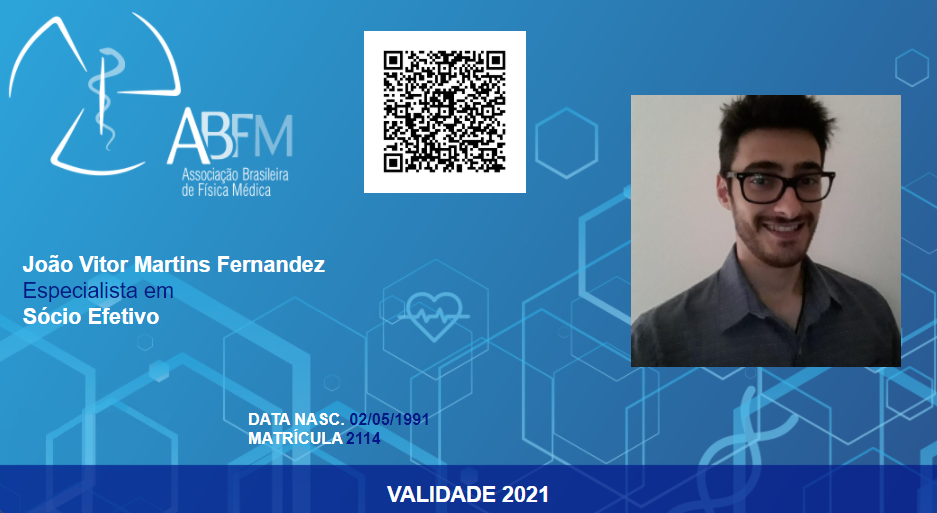 ABFM
Associação Brasileira
de Física Médica
João Vitor Martins Fernandez
Especialista em
Sócio Efetivo
DATA NASC. 02/05/1991
MATRÍCULA 2114
VALIDADE 2021